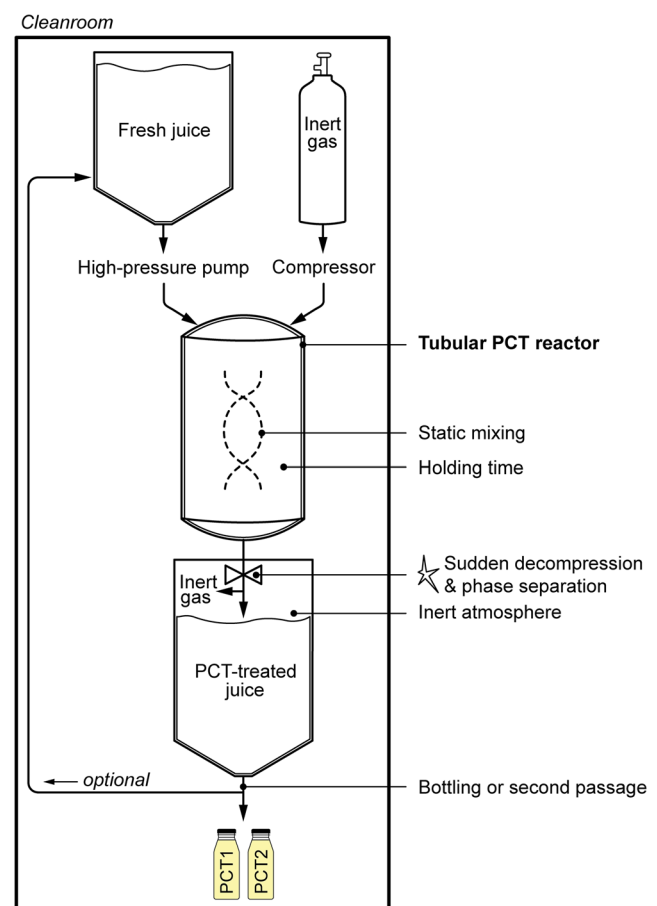 Cleanroom
Fresh juice
Inert
gas
High-pressure pump
Compressor
Tubular PCT reactor
Static mixing
Holding time
Sudden decompression
& phase separation
Inert
gas
Inert atmosphere
PCT-treated
juice
optional
Bottling or second passage
PCT1
PCT2